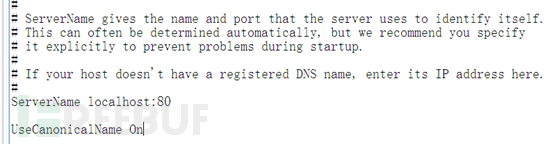 #
# ServerName gives the name and port that the server uses to identify itself.
# This can often be determined automatically, but we recommend you specify
# it explicitly to prevent problems during startup.
#
# If your host doesn't have a registered DNS name, enter its IP address here.
#
ServerName localhost:80
REEBUF
UseCanonicalName On